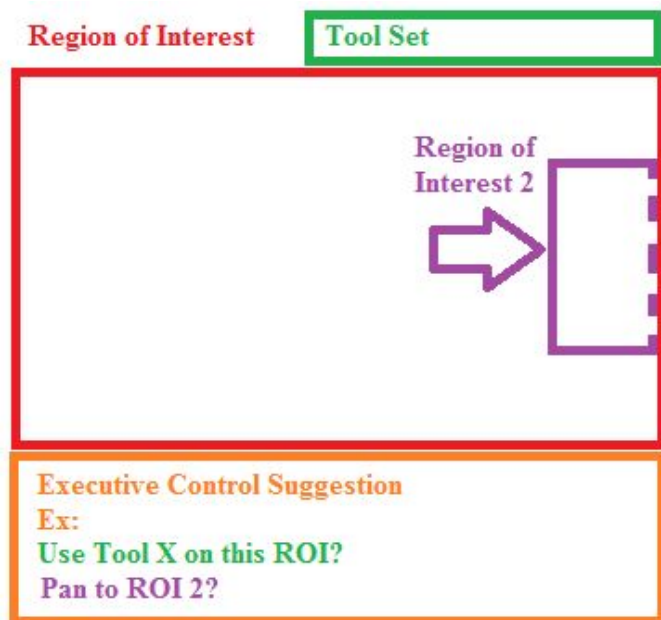 Region of Interest
Tool Set
Region of
Interest 2
Executive Control Suggestion
Ex:
Use Tool X on this ROI?
Pan to ROI 2?